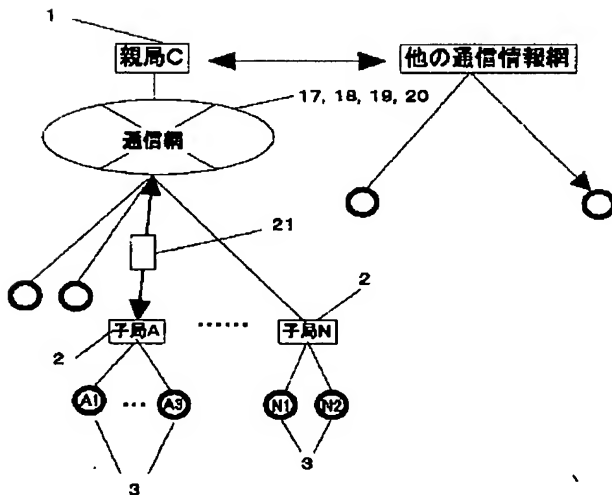 1
親局C
他の通信情報網
17, 18, 19, 20
通信網
21
2
子局A
......
子局N
2
A1
...
A3
N1
N2
3
3